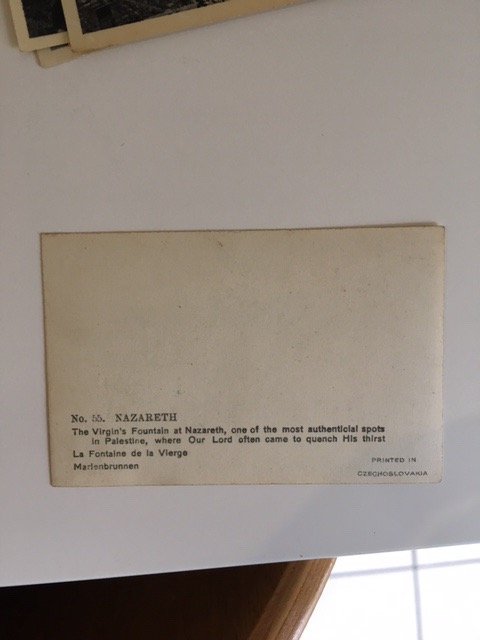 No. 55. NAZARETH
The Virgin's Fountain at Nazareth, one of the most authenticial spots
in Palestine, where Our Lord often came to quench His thirst
La Fontaine de la Vierge
Marienbrunnen
PRINTED IN
CZECHOSLOVAKIA